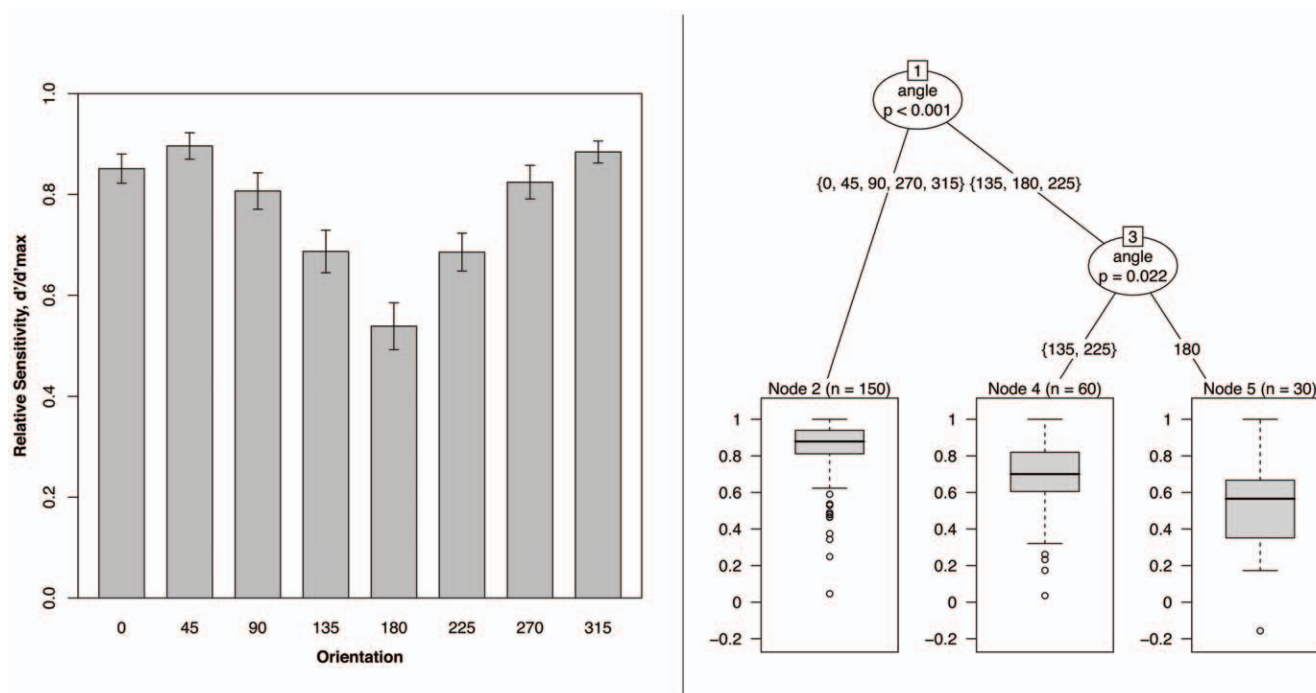 Relative Sensitivity, d'/d'max
1.0
0.8
0.6
0.4
0.2
0.0
0 45 90 135 180 225 270 315
Orientation
1
angle
p < 0.001
{0, 45, 90, 270, 315} {135, 180, 225}
3
angle
p = 0.022
{135, 225} 180
Node 2 (n = 150)
1
0.8
0.6
0.4
0.2
0
−0.2
Node 4 (n = 60)
1
0.8
0.6
0.4
0.2
0
−0.2
Node 5 (n = 30)
1
0.8
0.6
0.4
0.2
0
−0.2